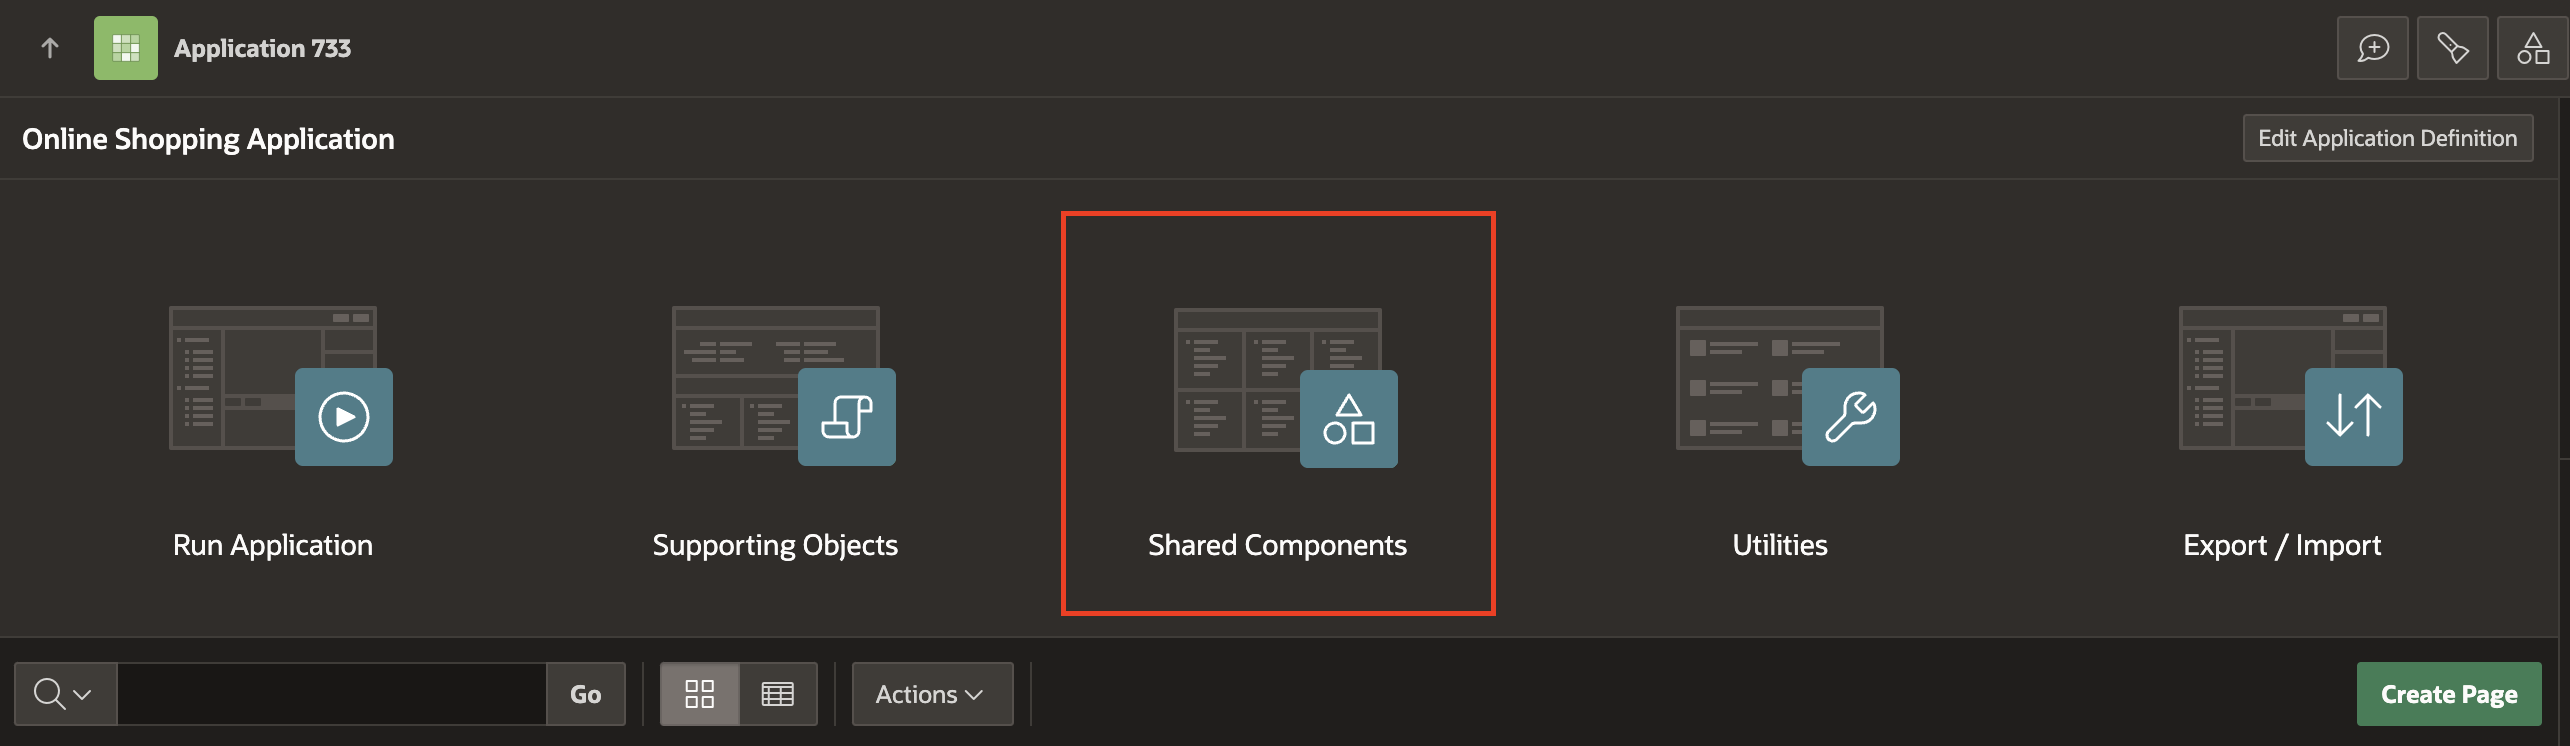 Application 733
Online Shopping Application
Edit Application Definition
Run Application
Supporting Objects
Shared Components
Utilities
Export / Import
Go
Actions
Create Page